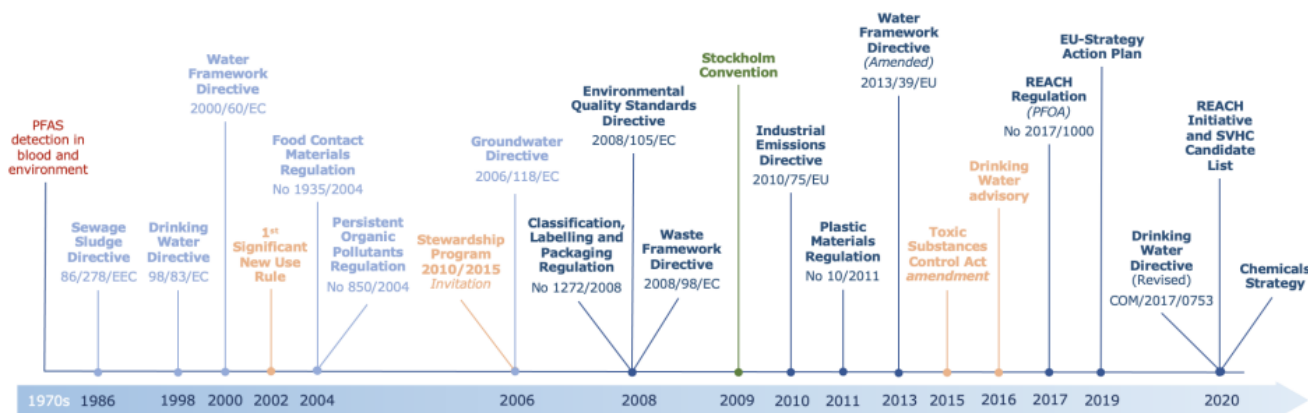 PFAS
detection in
blood and
environment
Sewage
Sludge
Directive
86/278/EEC
Drinking
Water
Directive
98/83/EC
Water
Framework
Directive
2000/60/EC
1st
Significant
New Use
Rule
Food Contact
Materials
Regulation
No 1935/2004
Persistent
Organic
Pollutants
Regulation
No 850/2004
Stewardship
Program
2010/2015
Invitation
Groundwater
Directive
2006/118/EC
Classification,
Labelling and
Packaging
Regulation
No 1272/2008
Environmental
Quality Standards
Directive
2008/105/EC
Waste
Framework
Directive
2008/98/EC
Stockholm
Convention
Industrial
Emissions
Directive
2010/75/EU
Plastic
Materials
Regulation
No 10/2011
Water
Framework
Directive
(Amended)
2013/39/EU
Toxic
Substances
Control Act
amendment
Drinking
Water
advisory
REACH
Regulation
(PFOA)
No 2017/1000
EU-Strategy
Action Plan
Drinking
Water
Directive
(Revised)
COM/2017/0753
REACH
Initiative
and SVHC
Candidate
List
Chemicals
Strategy
1970s 1986 1998 2000 2002 2004 2006 2008 2009 2010 2011 2013 2015 2016 2017 2019 2020